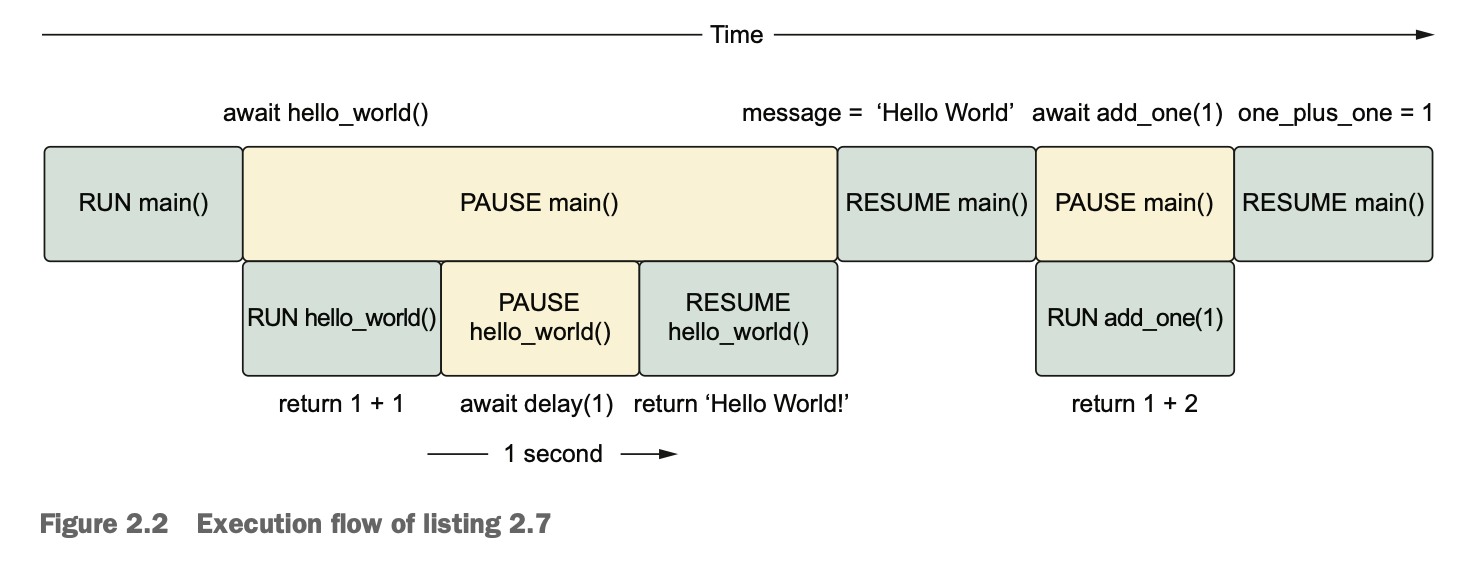 Time
await hello_world()
message = ‘Hello World’
await add_one(1)
one_plus_one = 1
RUN main()
PAUSE main()
RESUME main()
PAUSE main()
RESUME main()
RUN hello_world()
PAUSE
hello_world()
RESUME
hello_world()
RUN add_one(1)
return 1 + 1
await delay(1)
return ‘Hello World!’
return 1 + 2
1 second
Figure 2.2 Execution flow of listing 2.7